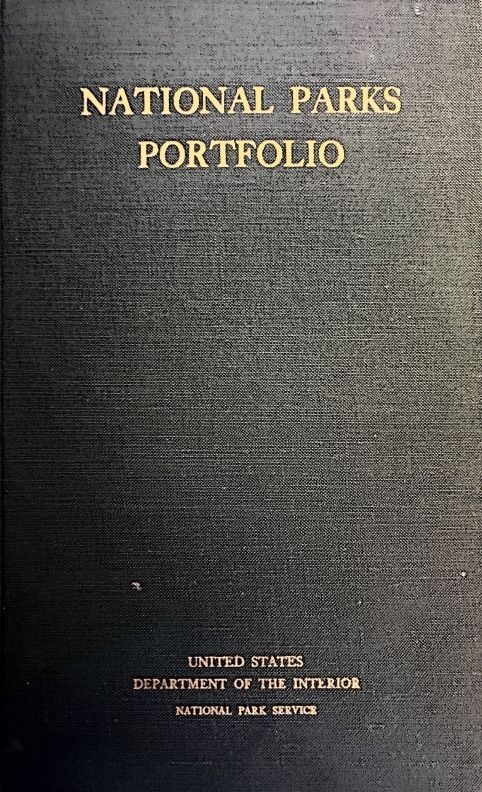 NATIONAL PARKS
PORTFOLIO
UNITED STATES
DEPARTMENT OF THE INTERIOR
NATIONAL PARK SERVICE